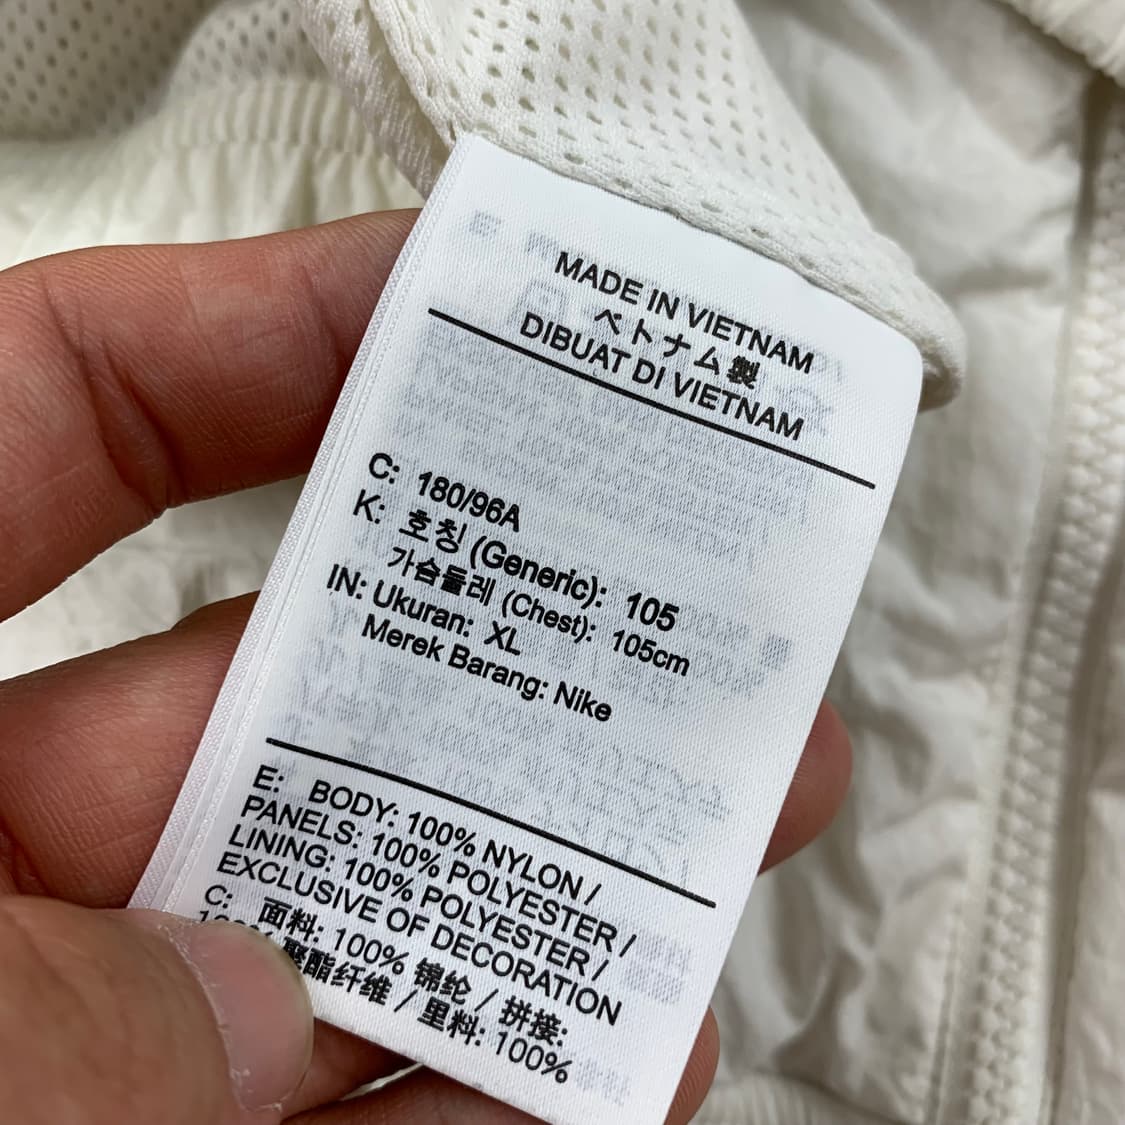 MADE IN VIETNAM
ベトナム製
DIBUAT DI VIETNAM
C: 180/96A
K: 호칭 (Generic): 105
가슴둘레 (Chest): 105cm
IN: Ukuran: XL
Merek Barang: Nike
E: BODY: 100% NYLON /
PANELS: 100% POLYESTER /
LINING: 100% POLYESTER /
EXCLUSIVE OF DECORATION
C: 面料: 100% 锦纶 / 拼接:
100% 聚酯纤维 / 里料: 100%